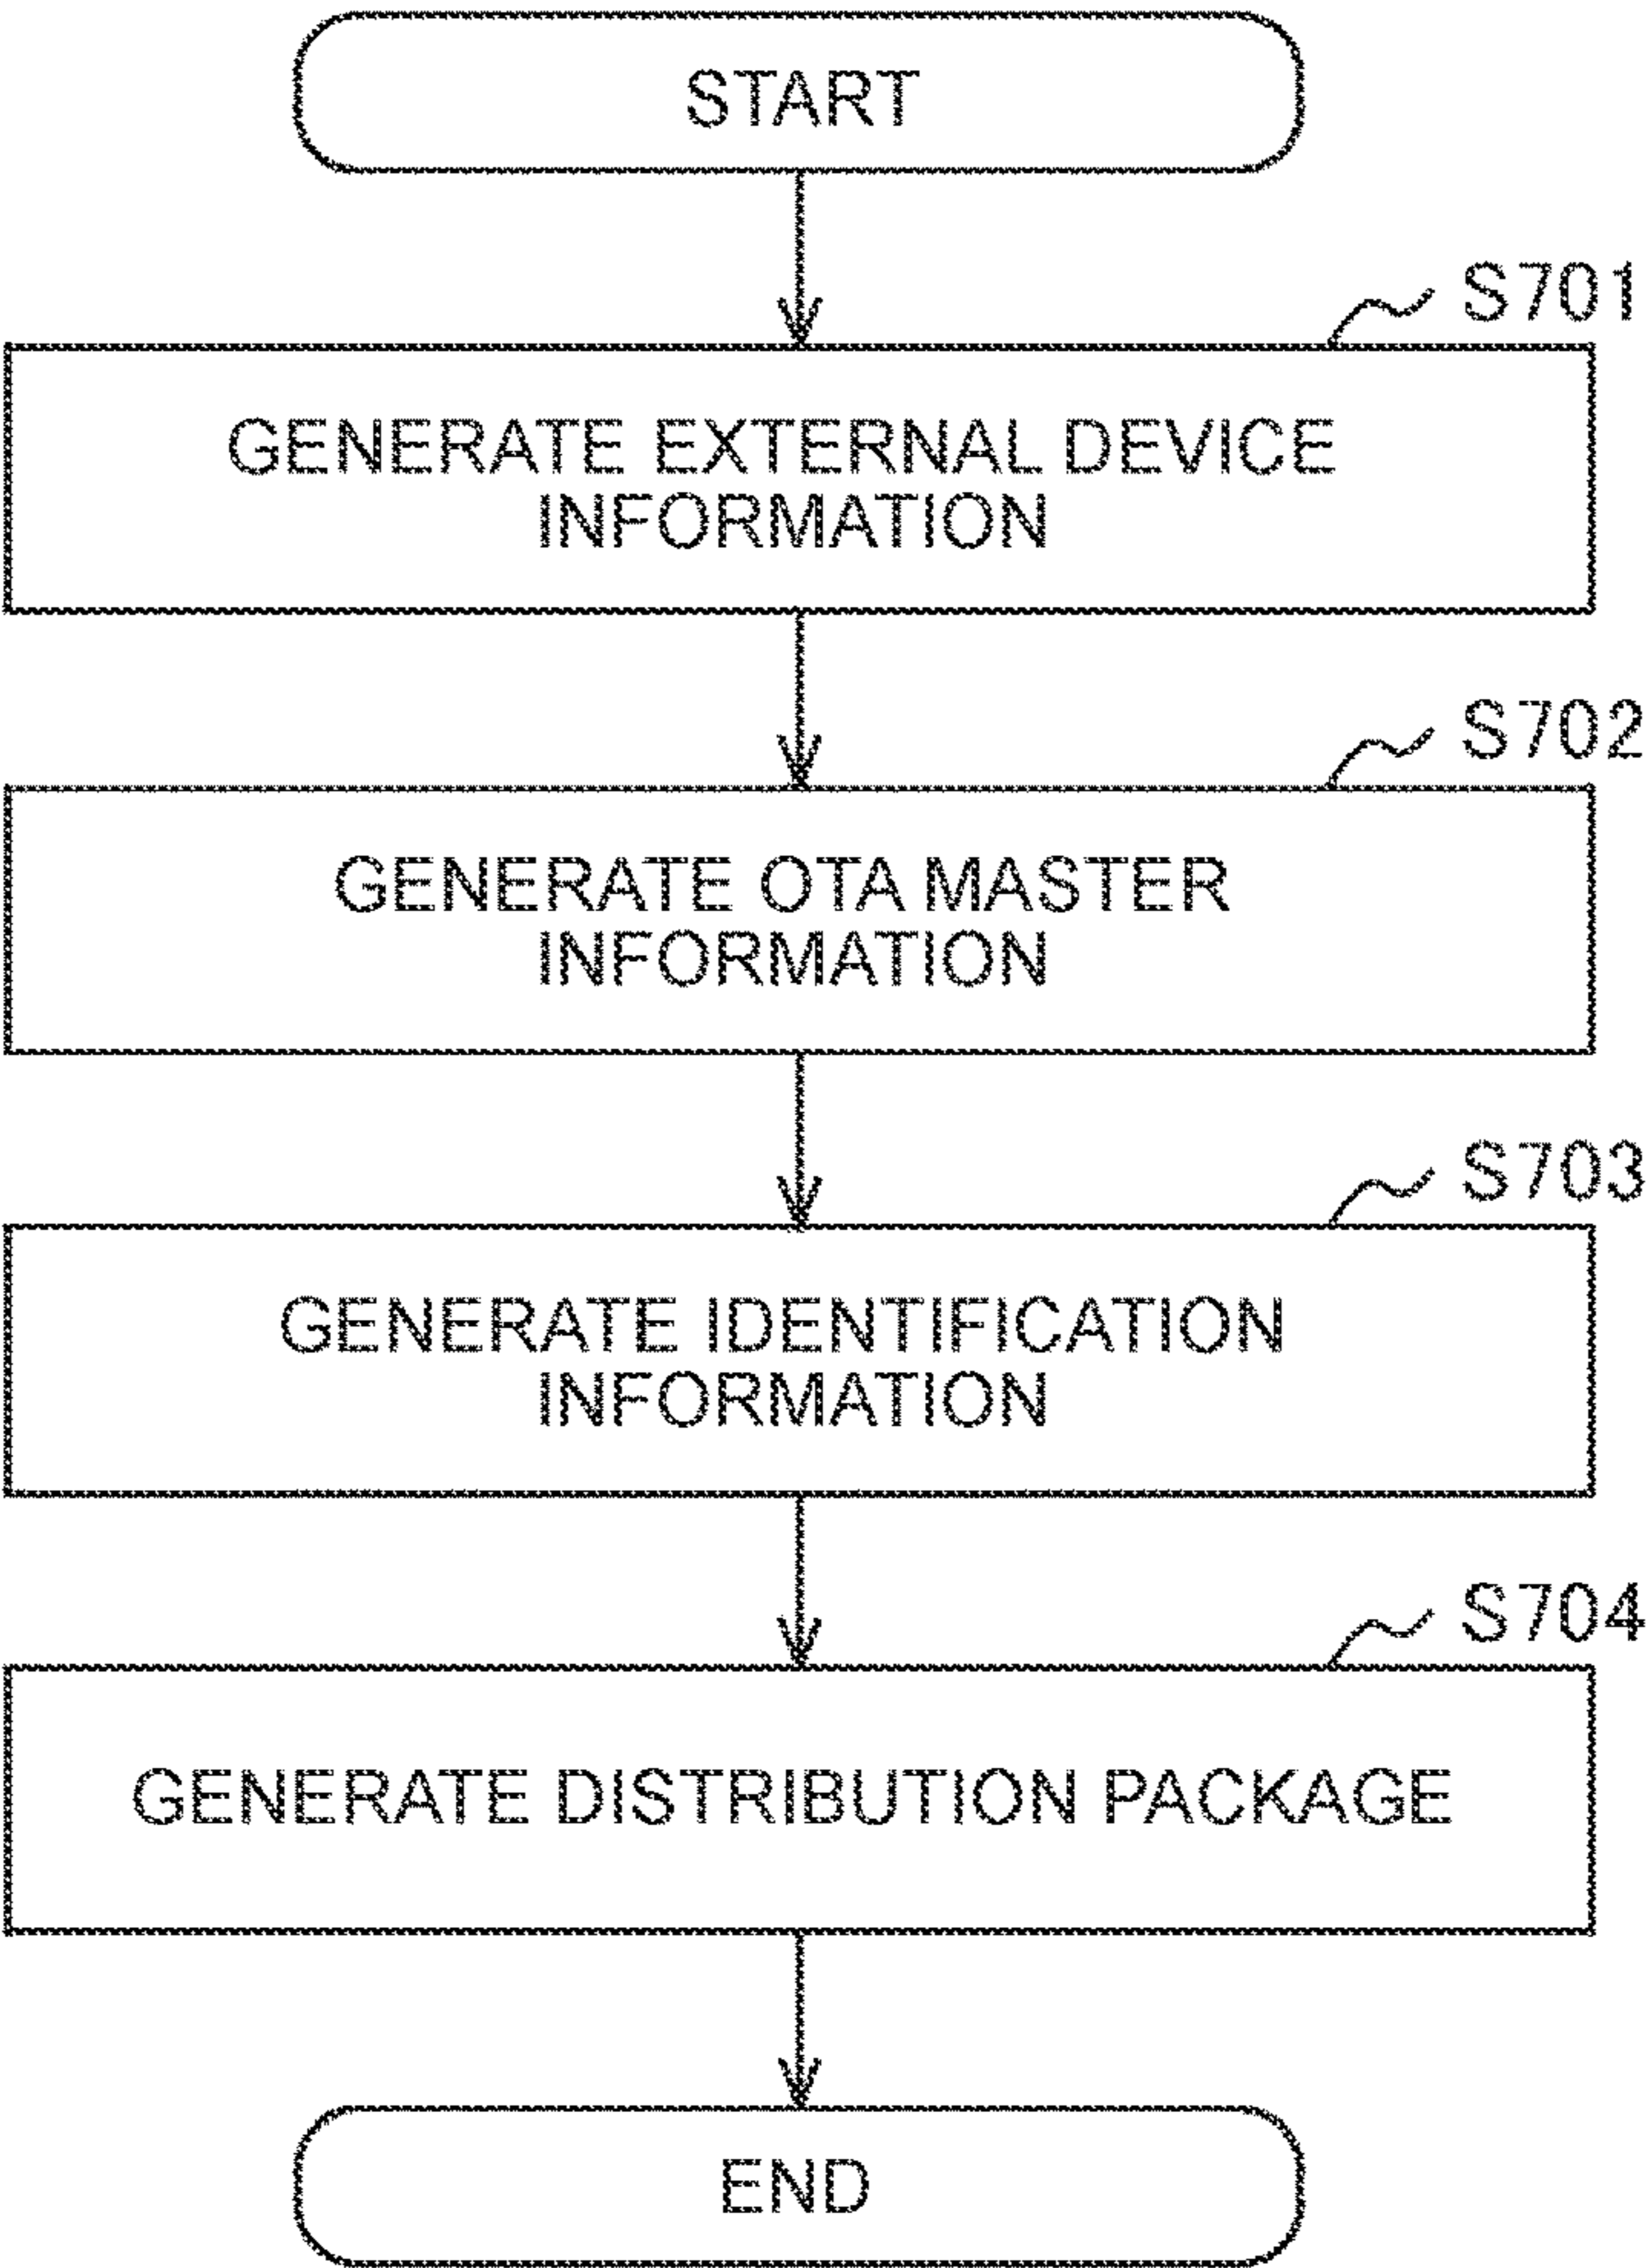 START
S701
GENERATE EXTERNAL DEVICE
INFORMATION
S702
GENERATE OTA MASTER
INFORMATION
S703
GENERATE IDENTIFICATION
INFORMATION
S704
GENERATE DISTRIBUTION PACKAGE
END